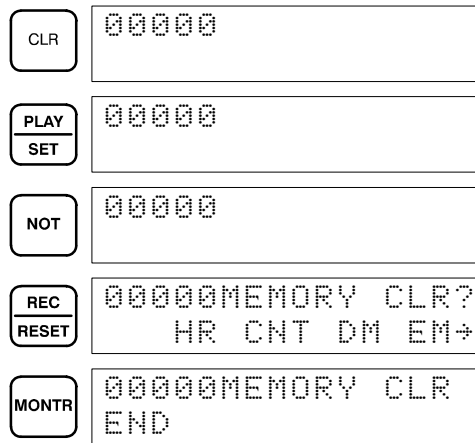 CLR
00000
PLAY
SET
00000
NOT
00000
REC
RESET
00000MEMORY CLR?
HR CNT DM EM→
MONTR
00000MEMORY CLR
END